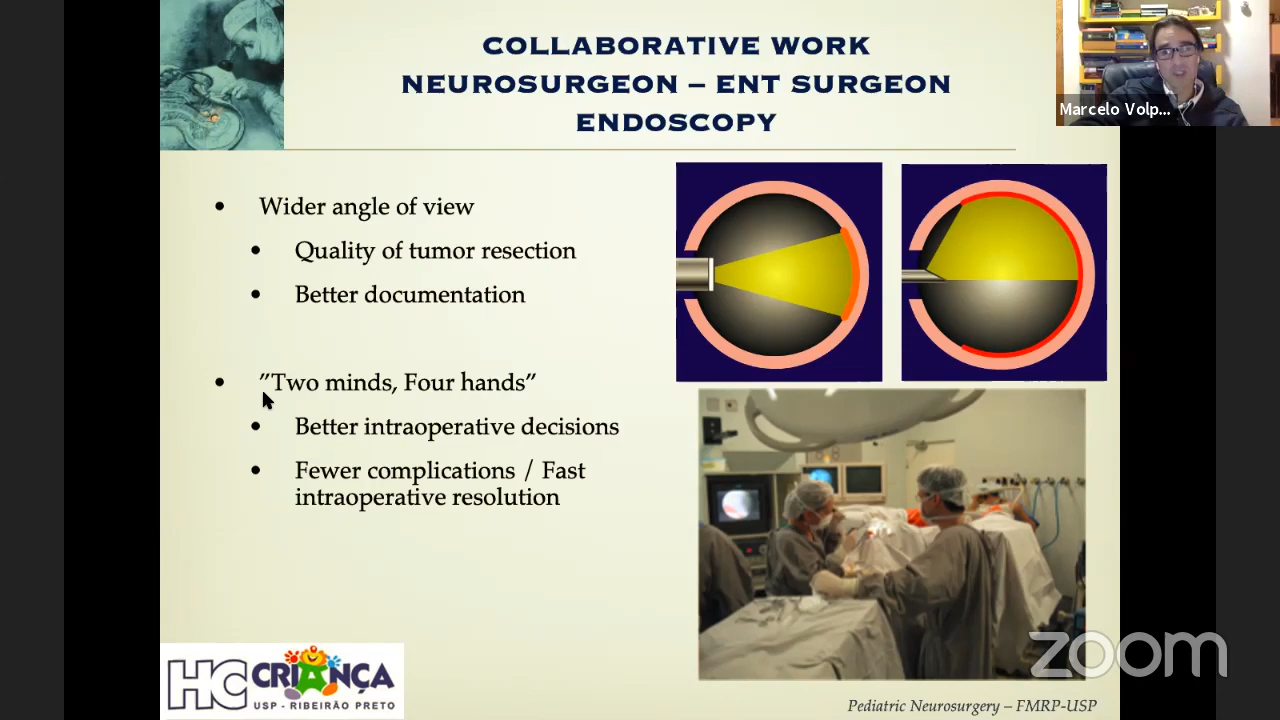 COLLABORATIVE WORK
NEUROSURGEON – ENT SURGEON
ENDOSCOPY
Marcelo Volp...
• Wider angle of view
• Quality of tumor resection
• Better documentation
• ”Two minds, Four hands”
• Better intraoperative decisions
• Fewer complications / Fast
intraoperative resolution
HC CRIANÇA
USP - RIBEIRÃO PRETO
zoom
Pediatric Neurosurgery – FMRP-USP